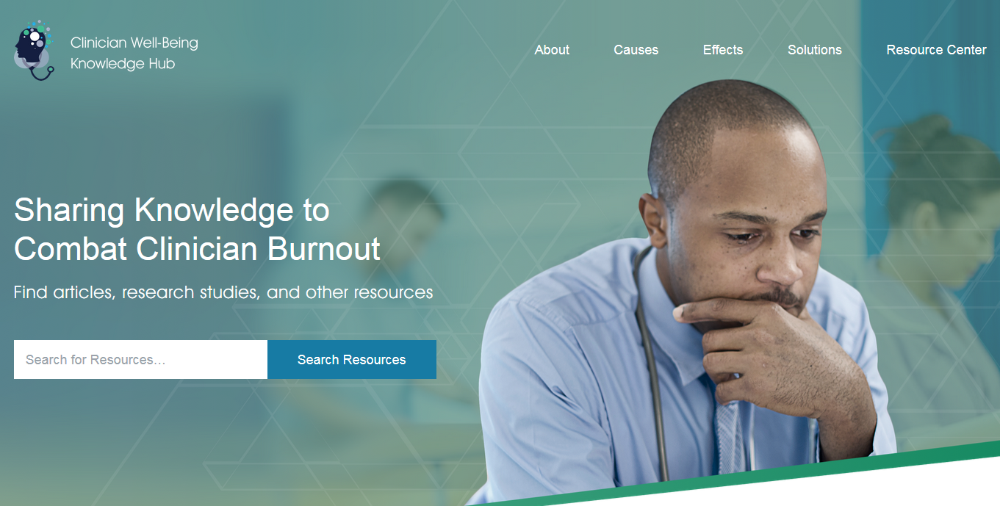 Clinician Well-Being
Knowledge Hub
About Causes Effects Solutions Resource Center
Sharing Knowledge to
Combat Clinician Burnout
Find articles, research studies, and other resources
Search for Resources… Search Resources